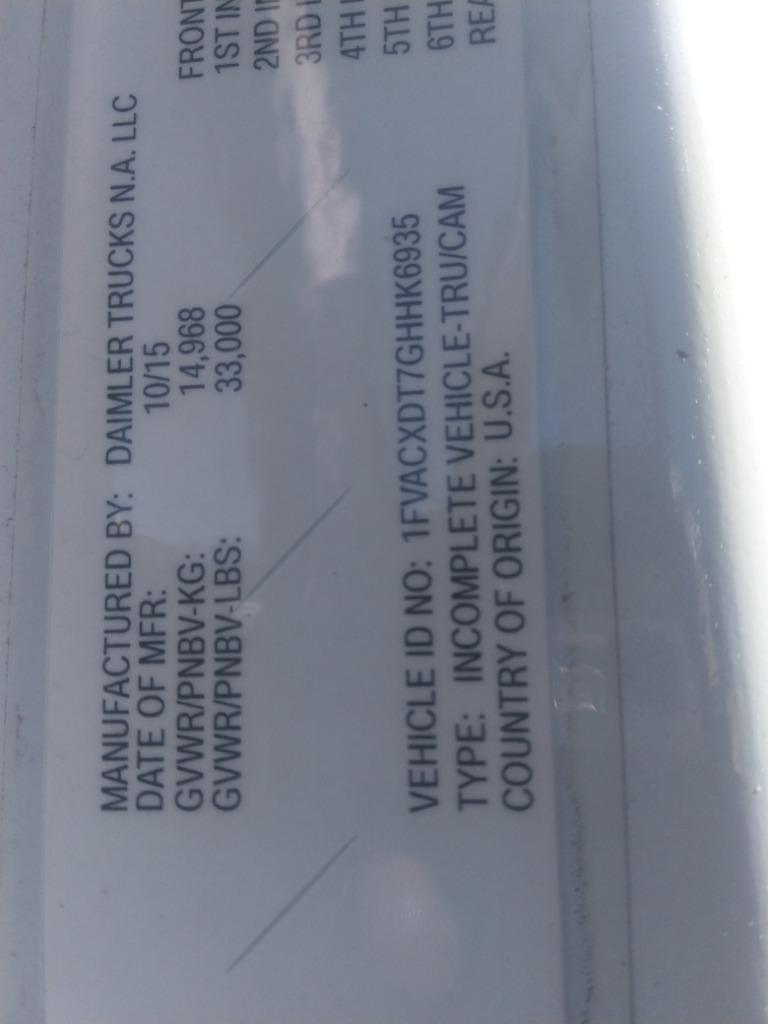 MANUFACTURED BY: DAIMLER TRUCKS N.A. LLC
DATE OF MFR: 10/15
GVWR/PNBV-KG: 14,968 FRONT
GVWR/PNBV-LBS: 33,000 1ST IN
2ND
3RD
4TH
5TH
VEHICLE ID NO: 1FVACXDT7GHHK6935 6TH
TYPE: INCOMPLETE VEHICLE-TRU/CAM REA
COUNTRY OF ORIGIN: U.S.A.